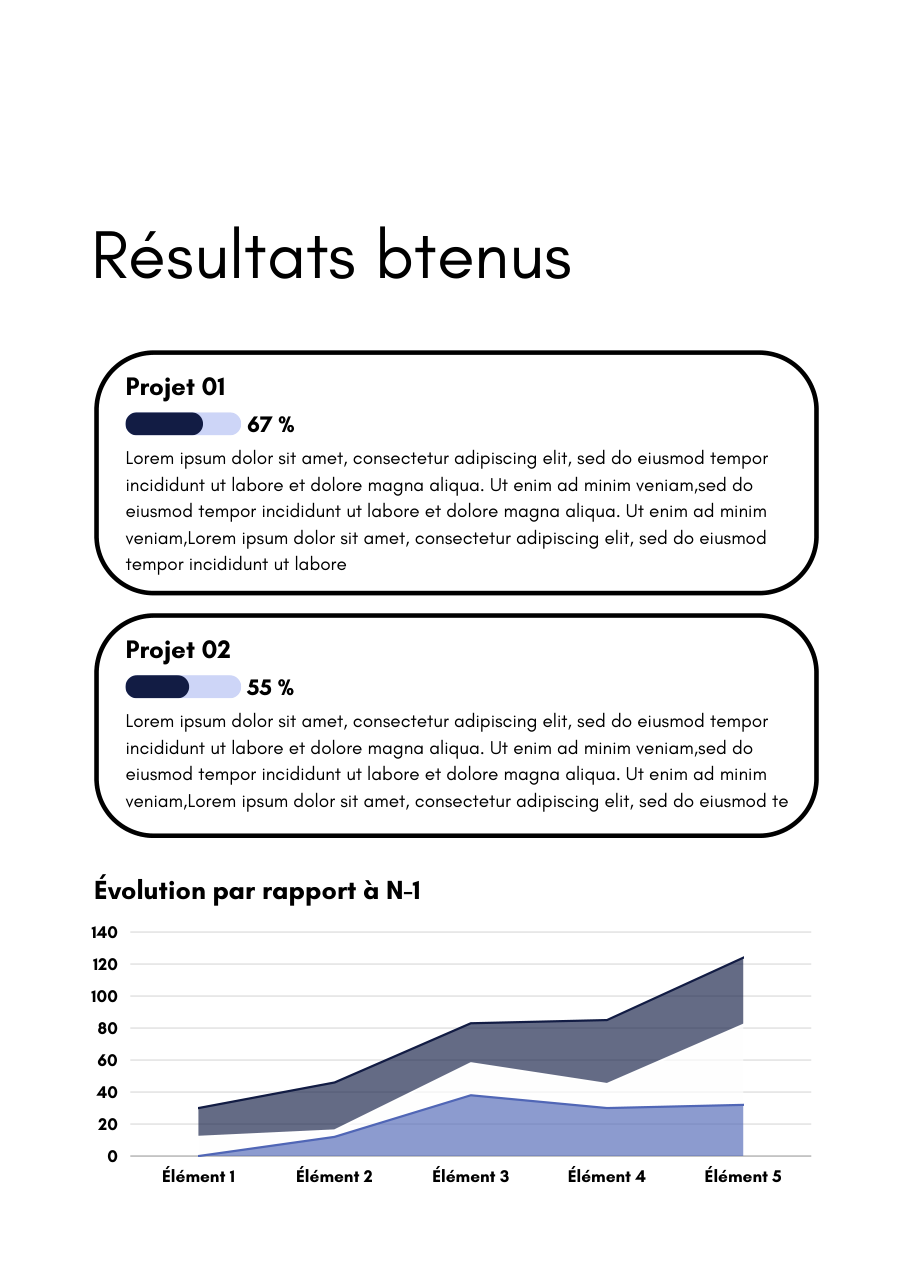 Résultats btenus
Projet 01
67 %
Lorem ipsum dolor sit amet, consectetur adipiscing elit, sed do eiusmod tempor
incididunt ut labore et dolore magna aliqua. Ut enim ad minim veniam,sed do
eiusmod tempor incididunt ut labore et dolore magna aliqua. Ut enim ad minim
veniam,Lorem ipsum dolor sit amet, consectetur adipiscing elit, sed do eiusmod
tempor incididunt ut labore
Projet 02
55 %
Lorem ipsum dolor sit amet, consectetur adipiscing elit, sed do eiusmod tempor
incididunt ut labore et dolore magna aliqua. Ut enim ad minim veniam,sed do
eiusmod tempor incididunt ut labore et dolore magna aliqua. Ut enim ad minim
veniam,Lorem ipsum dolor sit amet, consectetur adipiscing elit, sed do eiusmod te
Évolution par rapport à N-1
140
120
100
80
60
40
20
0
Élément 1 Élément 2 Élément 3 Élément 4 Élément 5